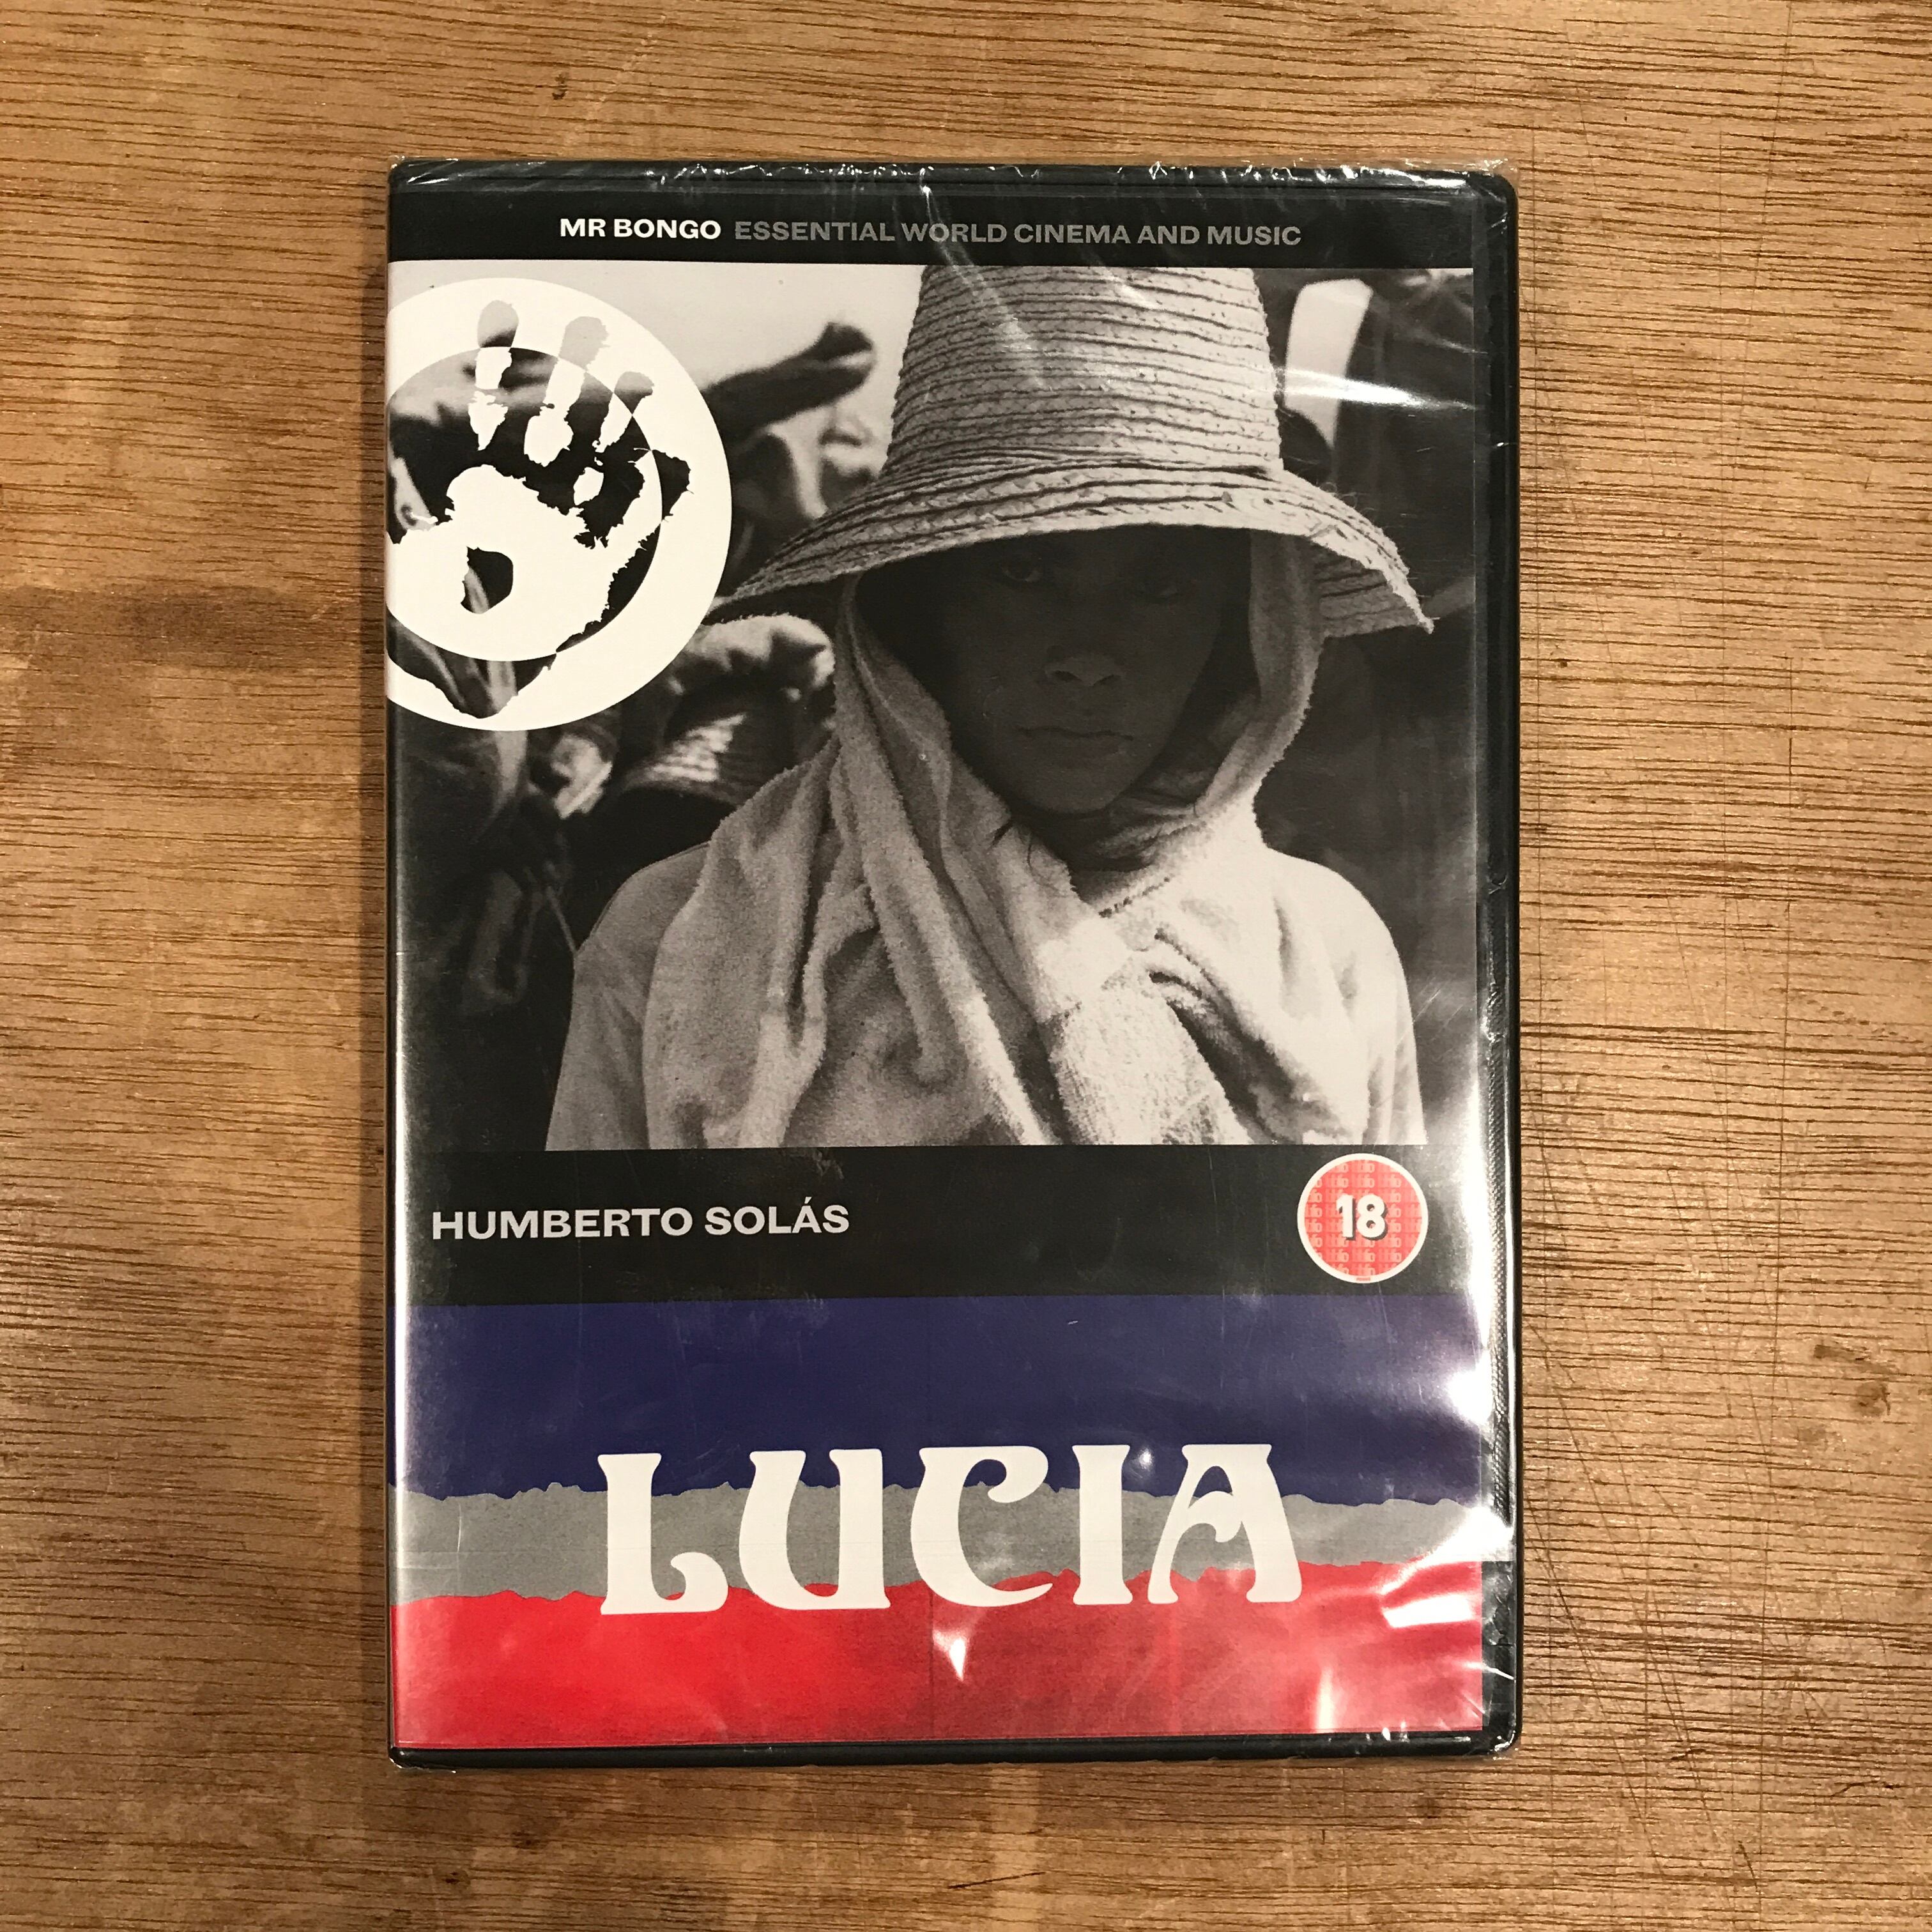 MR BONGO ESSENTIAL WORLD CINEMA AND MUSIC
HUMBERTO SOLÁS
18
LUCIA